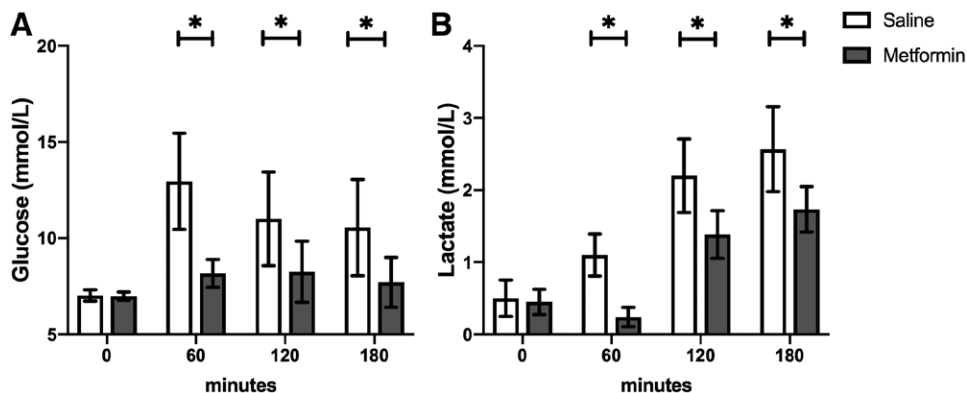 A
Glucose (mmol/L)
20
15
10
5
* * *
0 60 120 180
minutes
B
Lactate (mmol/L)
4
3
2
1
0
* * *
0 60 120 180
minutes
Saline
Metformin